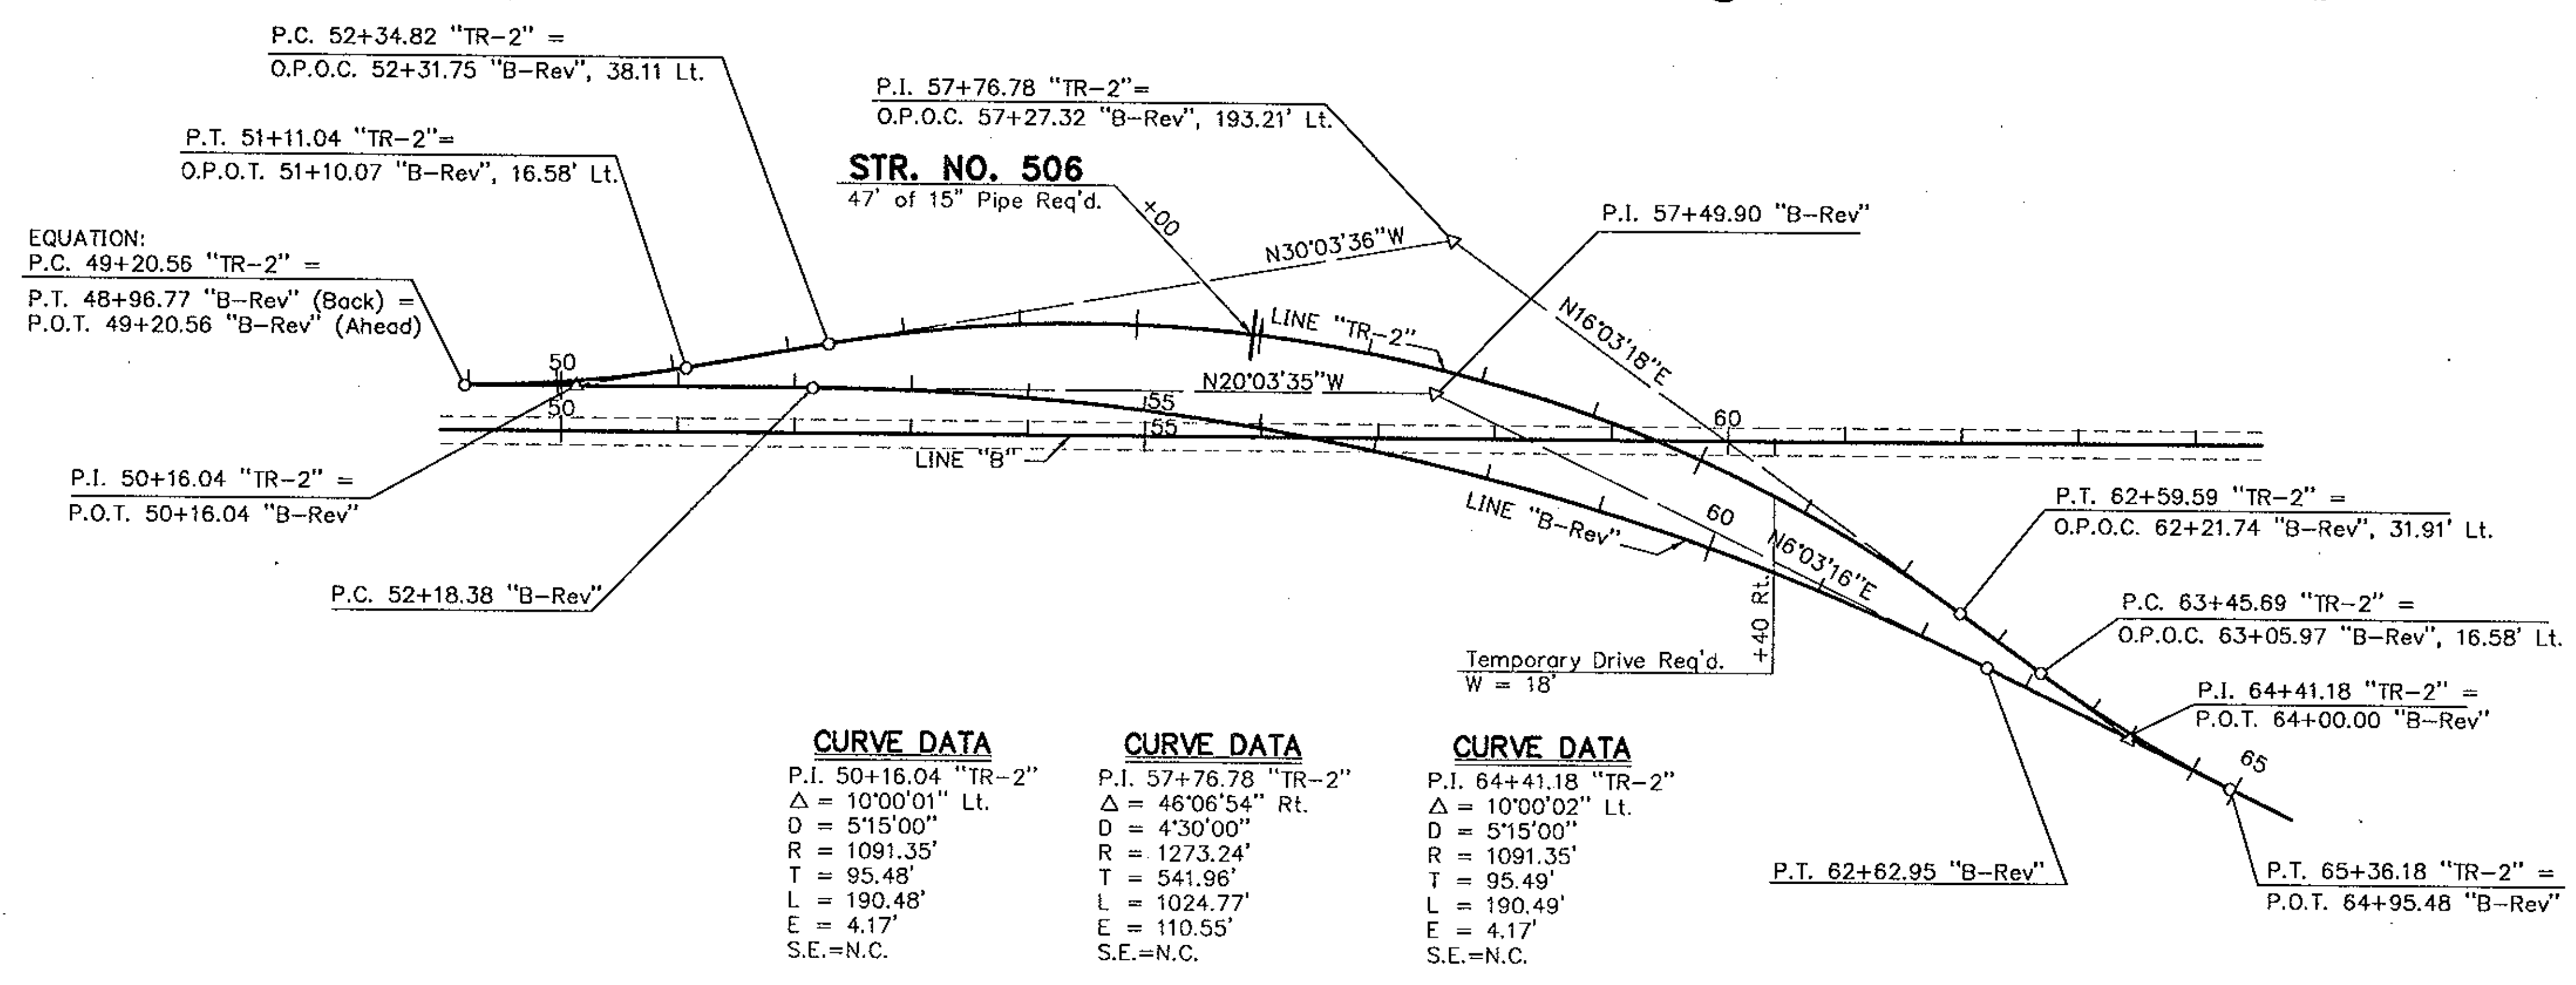 P.C. 52+34.82 "TR-2" =
O.P.O.C. 52+31.75 "B-Rev", 38.11 Lt.
P.I. 57+76.78 "TR-2"=
O.P.O.C. 57+27.32 "B-Rev", 193.21' Lt.
P.T. 51+11.04 "TR-2"=
O.P.O.T. 51+10.07 "B-Rev", 16.58' Lt.
STR. NO. 506
47' of 15" Pipe Req'd.
+00
P.I. 57+49.90 "B-Rev"
EQUATION:
P.C. 49+20.56 "TR-2" =
P.T. 48+96.77 "B-Rev" (Back) =
P.O.T. 49+20.56 "B-Rev" (Ahead)
N30°03'36"W
N16°03'18"E
LINE "TR-2"
50
N20°03'35"W
50
55
55
60
LINE "B"
P.I. 50+16.04 "TR-2" =
P.O.T. 50+16.04 "B-Rev"
LINE "B-Rev"
60
N6°03'16"E
P.T. 62+59.59 "TR-2" =
O.P.O.C. 62+21.74 "B-Rev", 31.91' Lt.
P.C. 52+18.38 "B-Rev"
P.C. 63+45.69 "TR-2" =
O.P.O.C. 63+05.97 "B-Rev", 16.58' Lt.
+40 Rt.
Temporary Drive Req'd.
W = 18'
P.I. 64+41.18 "TR-2" =
P.O.T. 64+00.00 "B-Rev"
65
CURVE DATA
P.I. 50+16.04 "TR-2"
Δ = 10°00'01" Lt.
D = 5°15'00"
R = 1091.35'
T = 95.48'
L = 190.48'
E = 4.17'
S.E.=N.C.
CURVE DATA
P.I. 57+76.78 "TR-2"
Δ = 46°06'54" Rt.
D = 4°30'00"
R = 1273.24'
T = 541.96'
L = 1024.77'
E = 110.55'
S.E.=N.C.
CURVE DATA
P.I. 64+41.18 "TR-2"
Δ = 10°00'02" Lt.
D = 5°15'00"
R = 1091.35'
T = 95.49'
L = 190.49'
E = 4.17'
S.E.=N.C.
P.T. 62+62.95 "B-Rev"
P.T. 65+36.18 "TR-2" =
P.O.T. 64+95.48 "B-Rev"